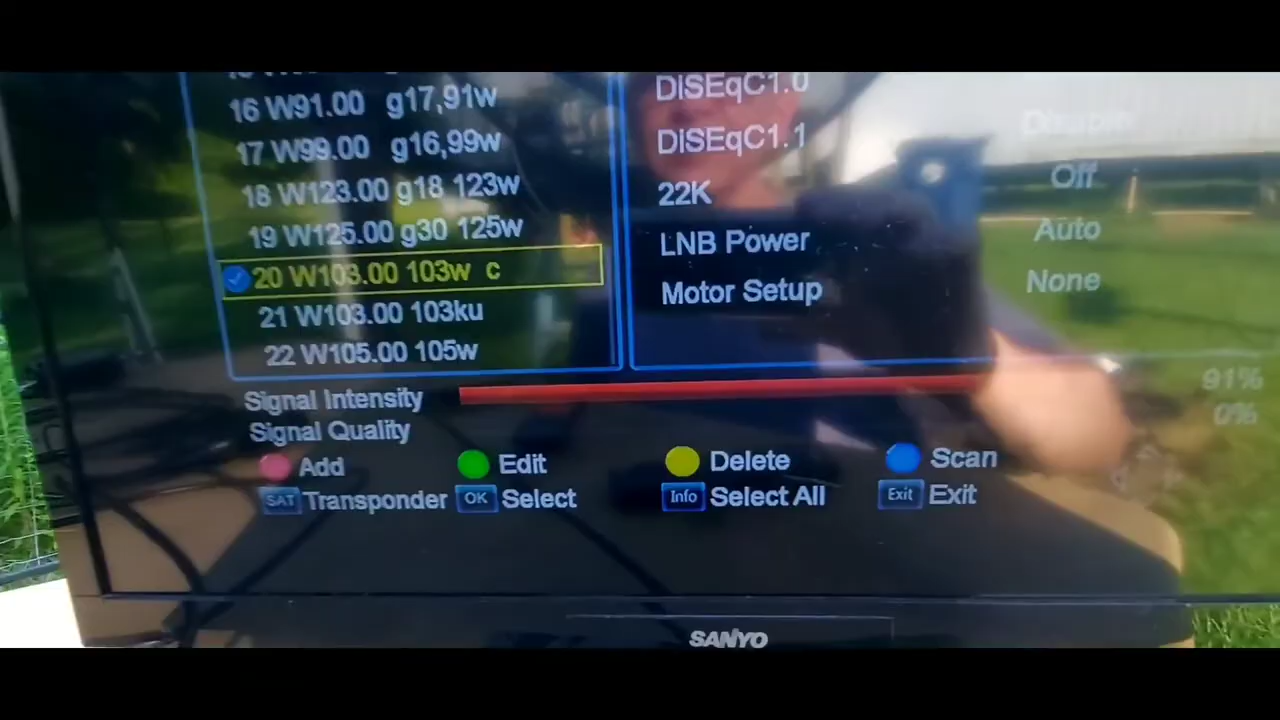 DiSEqC1.0
16 W91.00 g17,91w
DiSEqC1.1
17 W99.00 g16,99w
22K Off
18 W123.00 g18 123w
LNB Power Auto
19 W125.00 g30 125w
Motor Setup None
20 W103.00 103w c
21 W103.00 103ku
22 W105.00 105w
Signal Intensity 91%
Signal Quality 0%
Add Edit Delete Scan
SAT Transponder OK Select Info Select All Exit Exit
SANYO